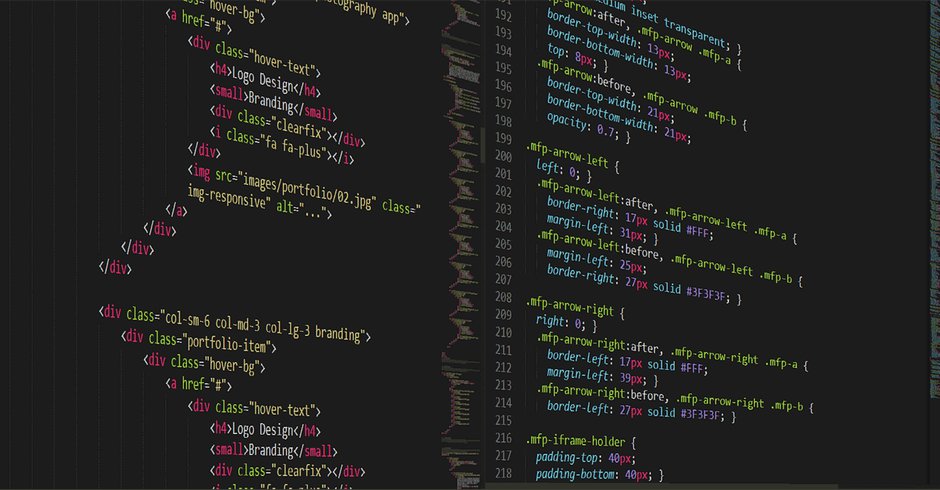 otography app">
hover-bg">
<a href="#">
<div class="hover-text">
<h4>Logo Design</h4>
<small>Branding</small>
<div class="clearfix"></div>
<i class="fa fa-plus"></i>
</div>
<img src="images/portfolio/02.jpg" class="
img-responsive" alt="...">
</a>
</div>
</div>
</div>
<div class="col-sm-6 col-md-3 col-lg-3 branding">
<div class="portfolio-item">
<div class="hover-bg">
<a href="#">
<div class="hover-text">
<h4>Logo Design</h4>
<small>Branding</small>
<div class="clearfix"></div>
medium inset transparent; }
192 .mfp-arrow:after, .mfp-arrow .mfp-a {
193 border-top-width: 13px;
194 border-bottom-width: 13px;
195 top: 8px; }
196 .mfp-arrow:before, .mfp-arrow .mfp-b {
197 border-top-width: 21px;
198 border-bottom-width: 21px;
199 opacity: 0.7; }
200 .mfp-arrow-left {
201 left: 0; }
202 .mfp-arrow-left:after, .mfp-arrow-left .mfp-a {
203 border-right: 17px solid #FFF;
204 margin-left: 31px; }
205 .mfp-arrow-left:before, .mfp-arrow-left .mfp-b {
206 margin-left: 25px;
207 border-right: 27px solid #3F3F3F; }
208
209 .mfp-arrow-right {
210 right: 0; }
211 .mfp-arrow-right:after, .mfp-arrow-right .mfp-a {
212 border-left: 17px solid #FFF;
213 margin-left: 39px; }
214 .mfp-arrow-right:before, .mfp-arrow-right .mfp-b {
215 border-left: 27px solid #3F3F3F; }
216 .mfp-iframe-holder {
217 padding-top: 40px;
218 padding-bottom: 40px; }